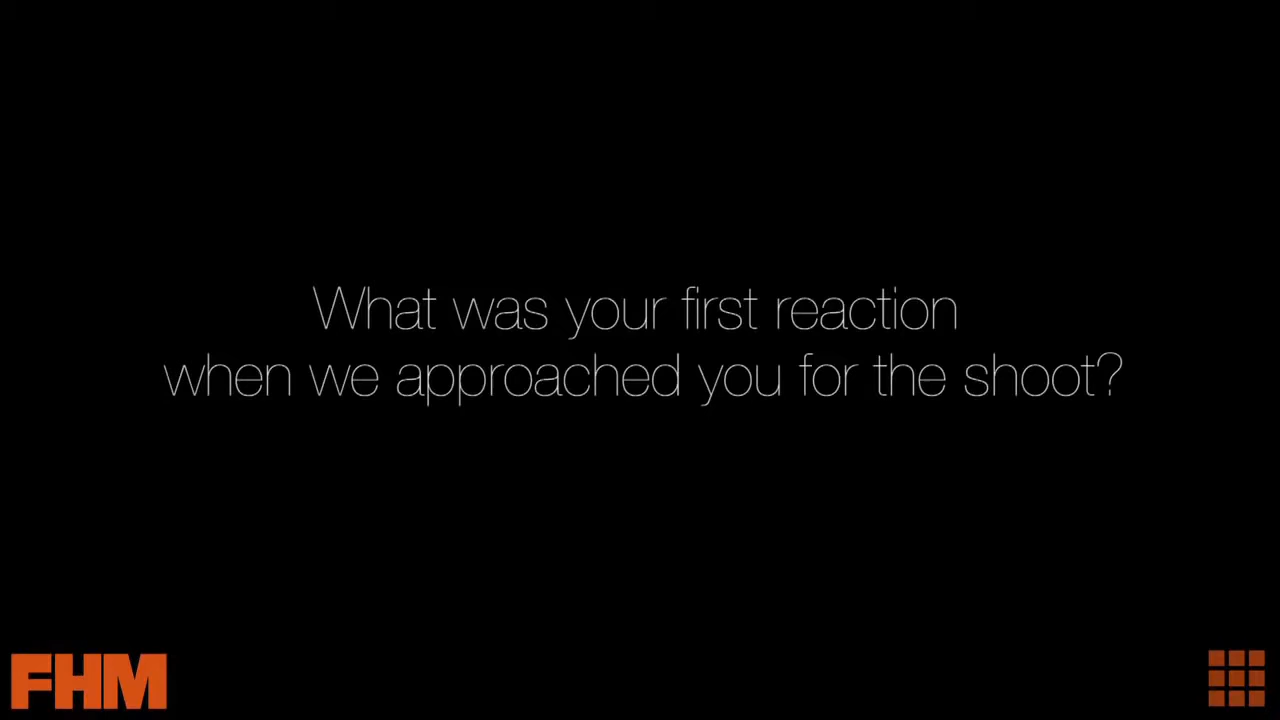 What was your first reaction
when we approached you for the shoot?
FHM